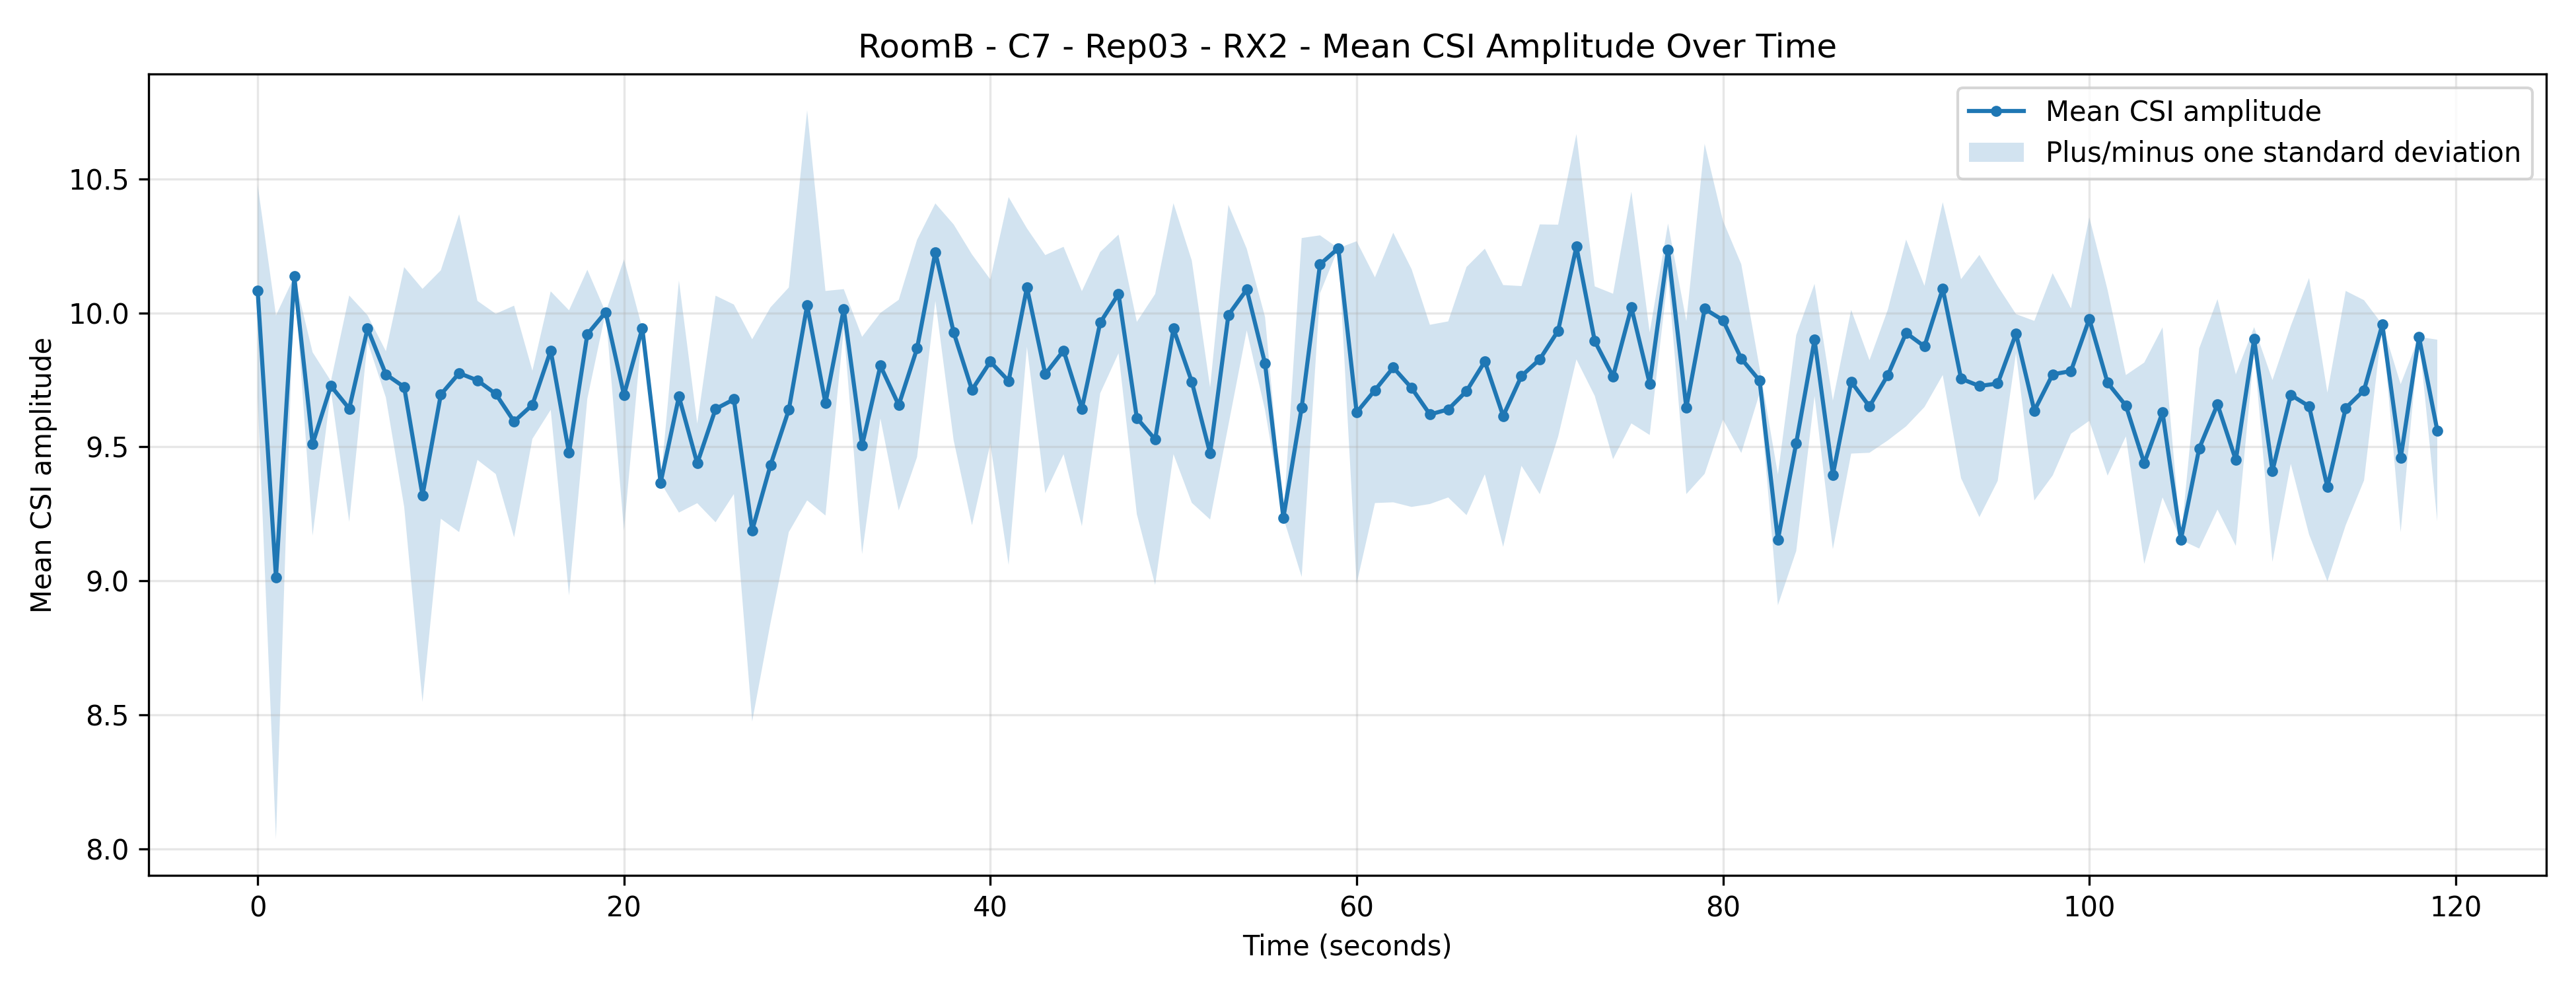 RoomB - C7 - Rep03 - RX2 - Mean CSI Amplitude Over Time
Mean CSI amplitude
Plus/minus one standard deviation
Mean CSI amplitude
10.5
10.0
9.5
9.0
8.5
8.0
0 20 40 60 80 100 120
Time (seconds)